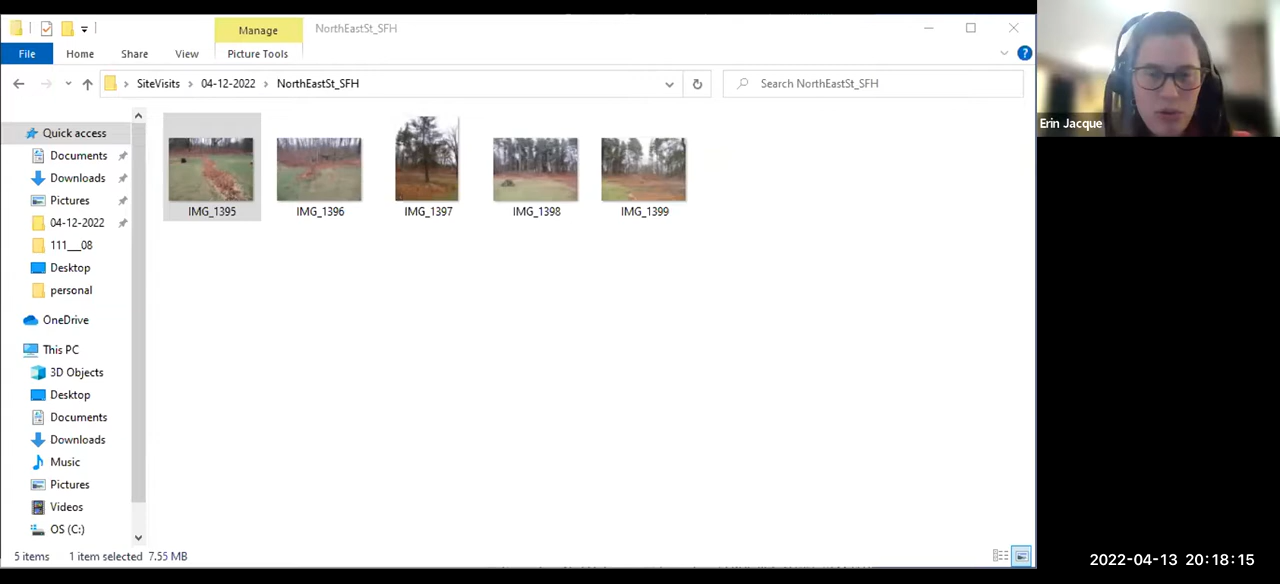 Manage
NorthEastSt_SFH
File
Home
Share
View
Picture Tools
SiteVisits
04-12-2022
NorthEastSt_SFH
Search NorthEastSt_SFH
Erin Jacque
Quick access
Documents
Downloads
Pictures
04-12-2022
111__08
Desktop
personal
OneDrive
This PC
3D Objects
Desktop
Documents
Downloads
Music
Pictures
Videos
OS (C:)
IMG_1395
IMG_1396
IMG_1397
IMG_1398
IMG_1399
5 items 1 item selected 7.55 MB
2022-04-13 20:18:15